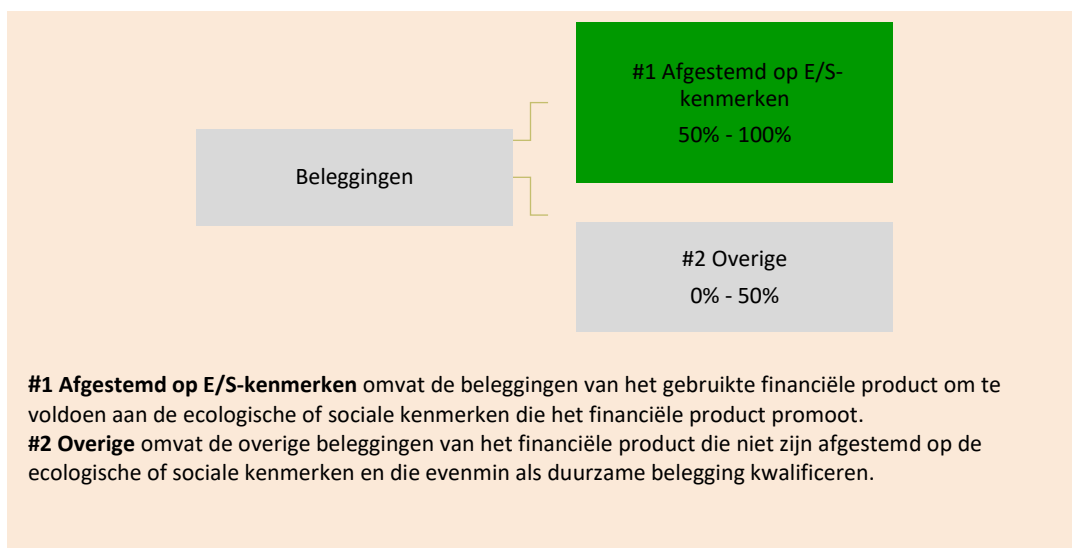 #1 Afgestemd op E/S-
kenmerken
50% - 100%
Beleggingen
#2 Overige
0% - 50%
#1 Afgestemd op E/S-kenmerken omvat de beleggingen van het gebruikte financiële product om te
voldoen aan de ecologische of sociale kenmerken die het financiële product promoot.
#2 Overige omvat de overige beleggingen van het financiële product die niet zijn afgestemd op de
ecologische of sociale kenmerken en die evenmin als duurzame belegging kwalificeren.